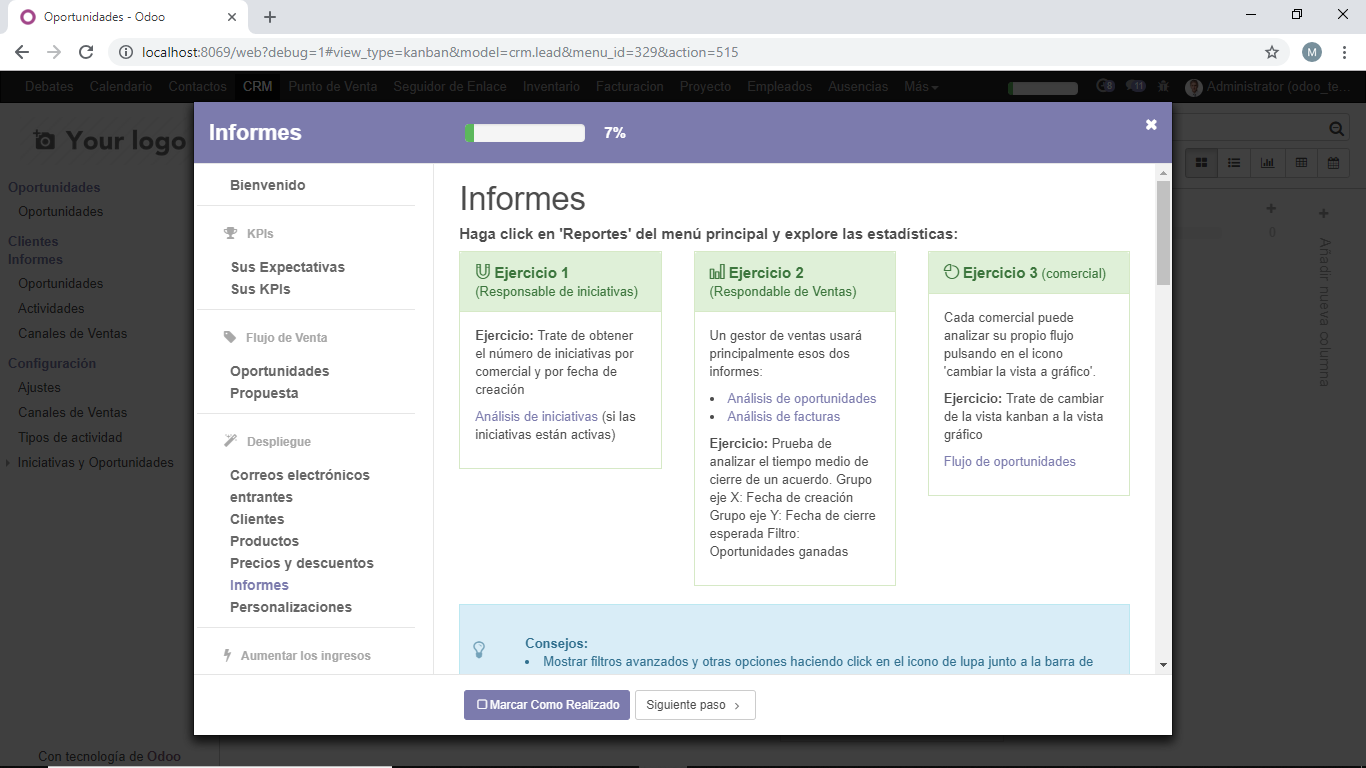 Oportunidades - Odoo
localhost:8069/web?debug=1#view_type=kanban&model=crm.lead&menu_id=329&action=515
M
Debates Calendario Contactos CRM Punto de Venta Seguidor de Enlace Inventario Facturacion Proyecto Empleados Ausencias Más 8 11 Administrator (odoo_te...
Your logo
Oportunidades
Oportunidades
Clientes
Informes
Oportunidades
Actividades
Canales de Ventas
Configuración
Ajustes
Canales de Ventas
Tipos de actividad
Iniciativas y Oportunidades
Con tecnología de Odoo
Informes 7%
Bienvenido
KPIs
Sus Expectativas
Sus KPIs
Flujo de Venta
Oportunidades
Propuesta
Despliegue
Correos electrónicos
entrantes
Clientes
Productos
Precios y descuentos
Informes
Personalizaciones
Aumentar los ingresos
Informes
Haga click en 'Reportes' del menú principal y explore las estadísticas:
Ejercicio 1
(Responsable de iniciativas)
Ejercicio: Trate de obtener
el número de iniciativas por
comercial y por fecha de
creación
Análisis de iniciativas (si las
iniciativas están activas)
Ejercicio 2
(Respondable de Ventas)
Un gestor de ventas usará
principalmente esos dos
informes:
• Análisis de oportunidades
• Análisis de facturas
Ejercicio: Prueba de
analizar el tiempo medio de
cierre de un acuerdo. Grupo
eje X: Fecha de creación
Grupo eje Y: Fecha de cierre
esperada Filtro:
Oportunidades ganadas
Ejercicio 3 (comercial)
Cada comercial puede
analizar su propio flujo
pulsando en el icono
'cambiar la vista a gráfico'.
Ejercicio: Trate de cambiar
de la vista kanban a la vista
gráfico
Flujo de oportunidades
Consejos:
• Mostrar filtros avanzados y otras opciones haciendo click en el icono de lupa junto a la barra de
Marcar Como Realizado
Siguiente paso
0
Añadir nueva columna